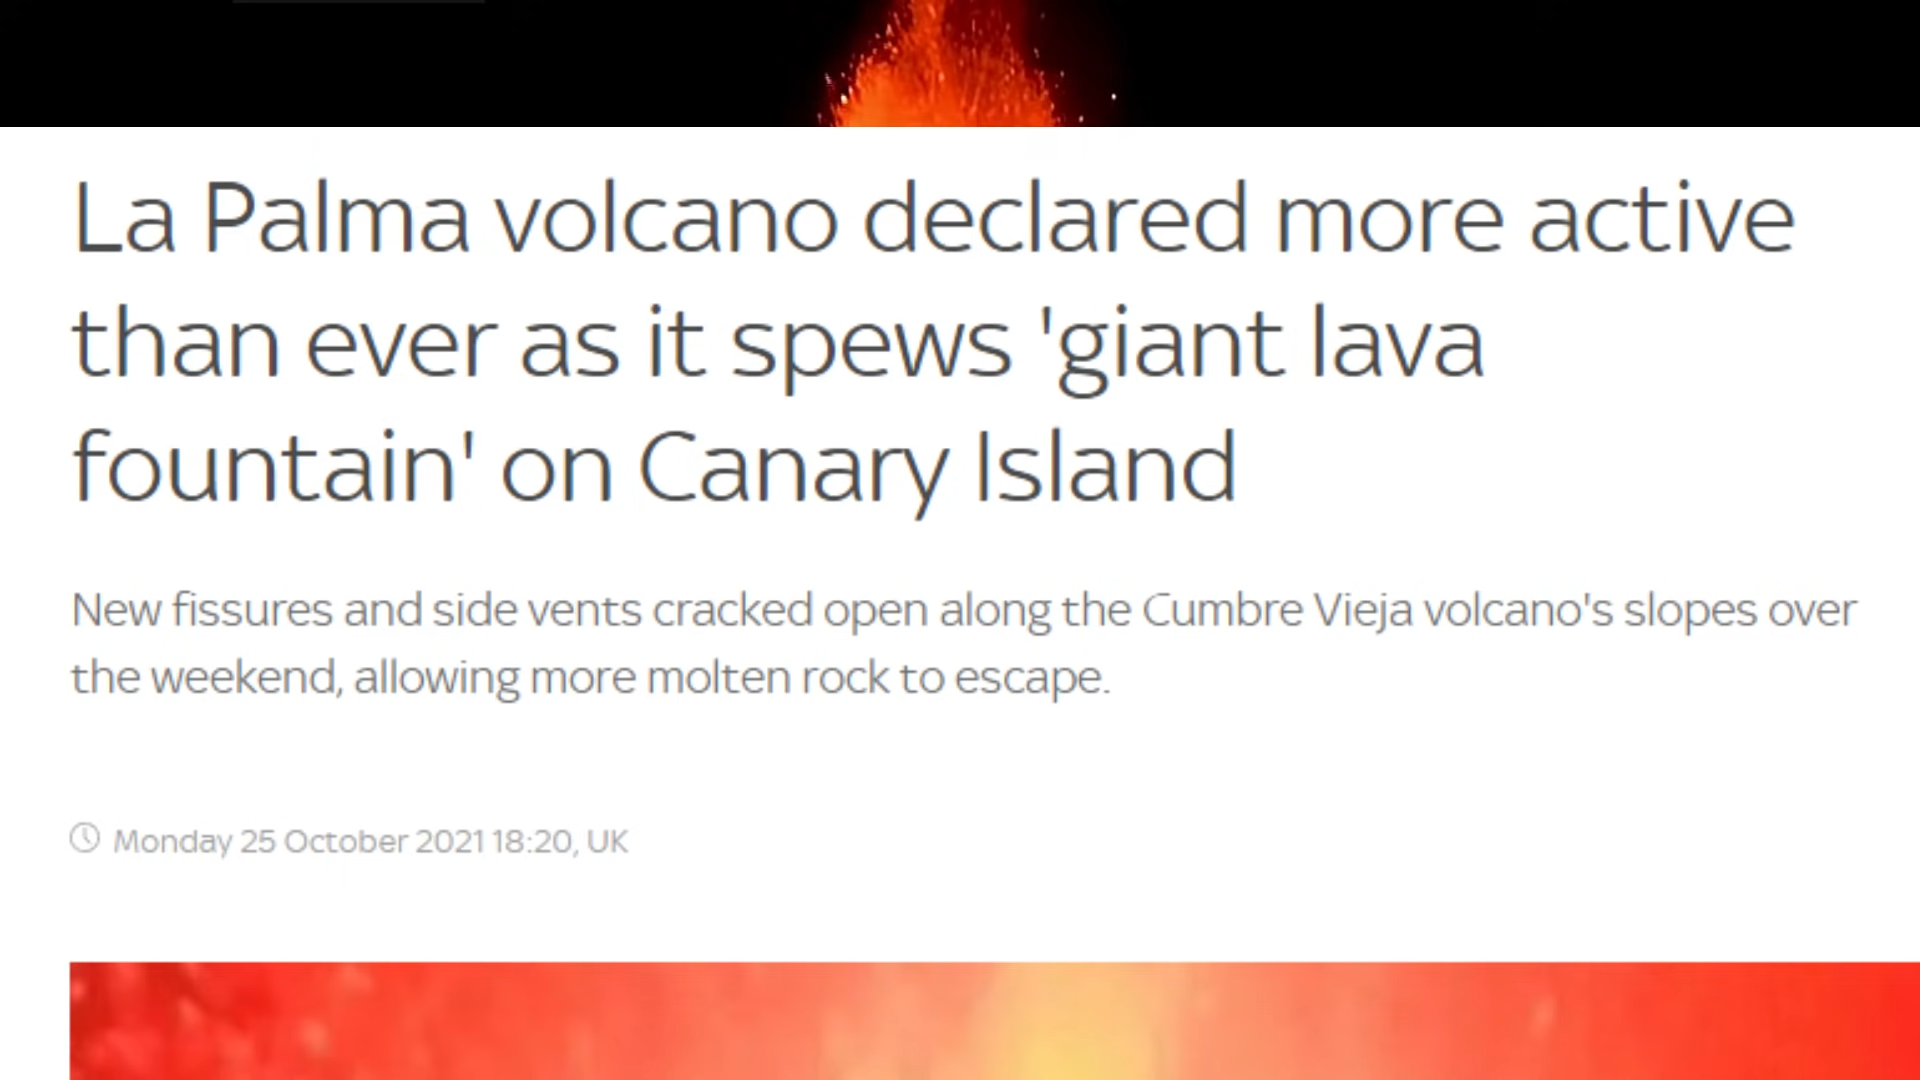 La Palma volcano declared more active
than ever as it spews 'giant lava
fountain' on Canary Island
New fissures and side vents cracked open along the Cumbre Vieja volcano's slopes over
the weekend, allowing more molten rock to escape.
Monday 25 October 2021 18:20, UK